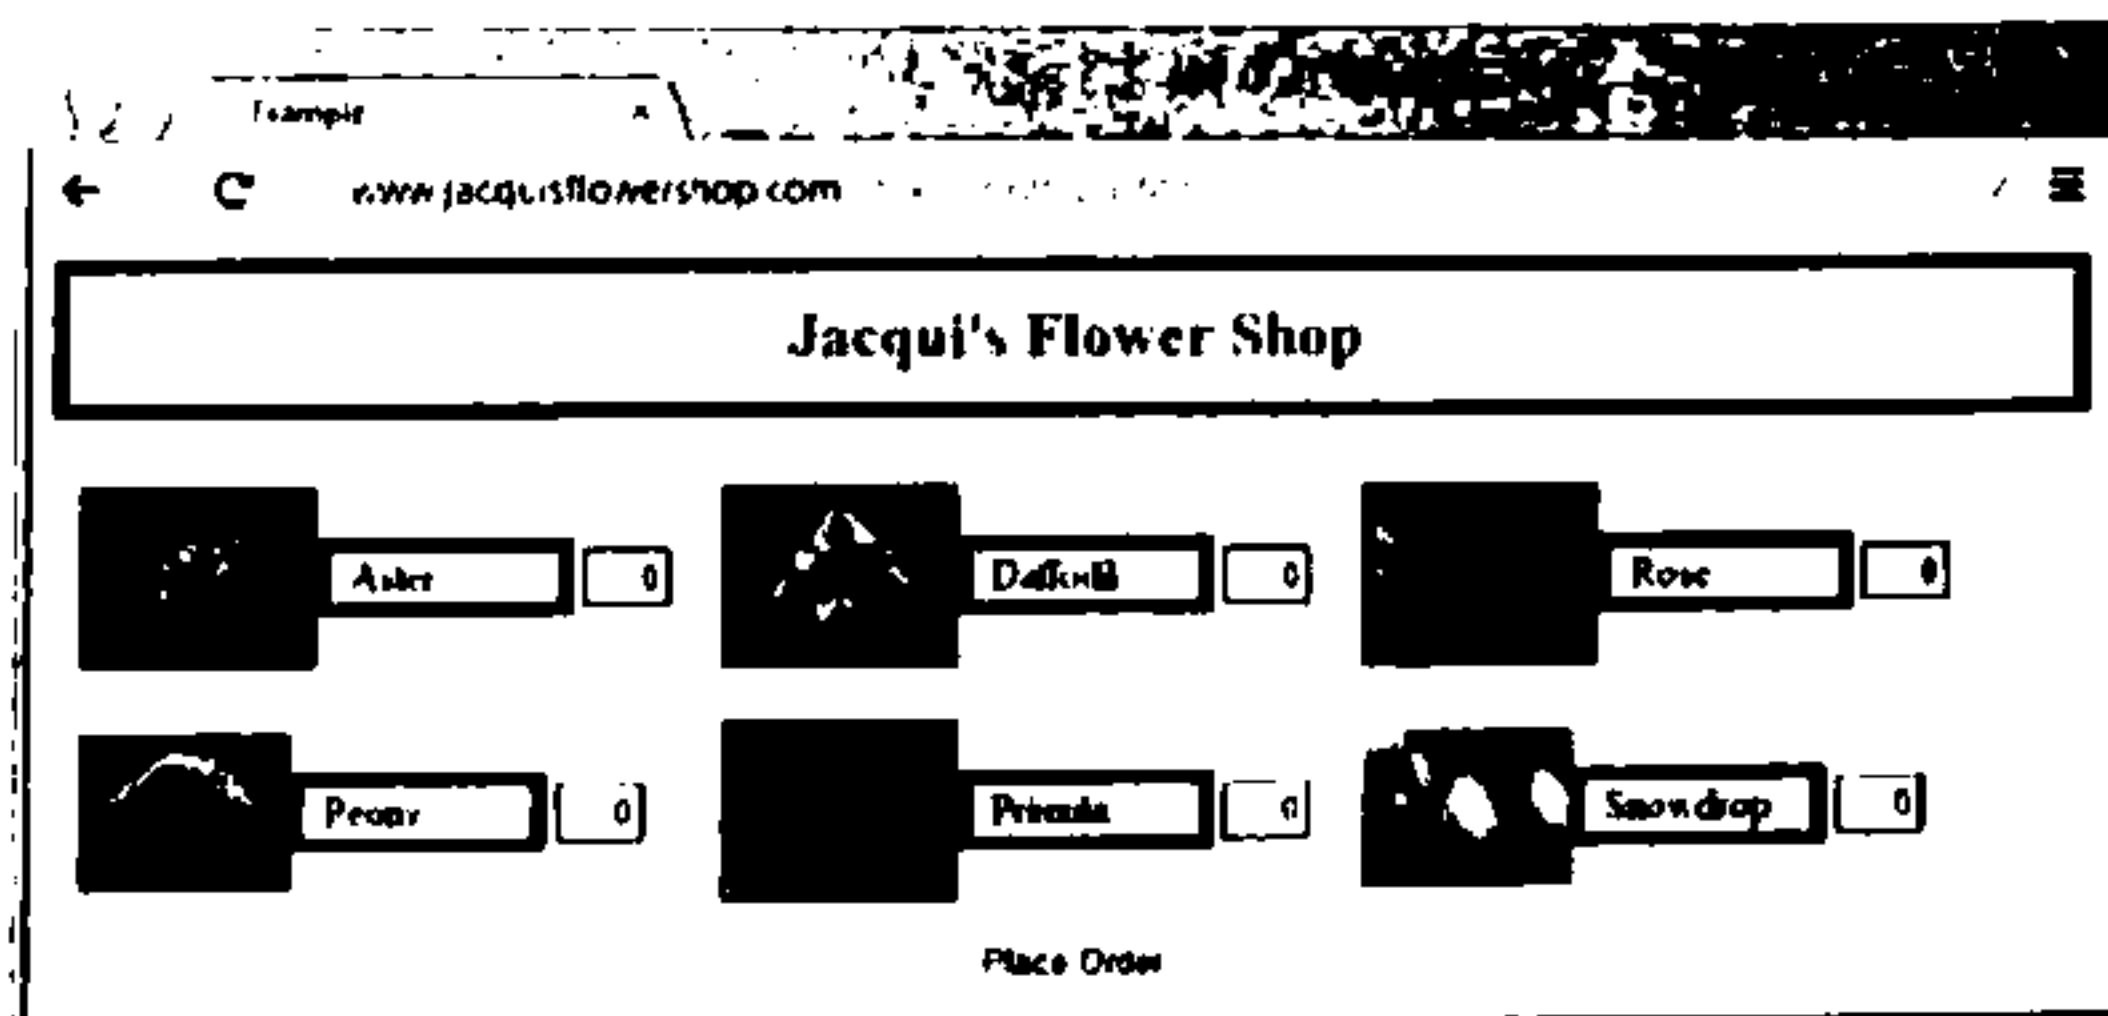 Example
www.jacquisflowershop.com
Jacqui's Flower Shop
Aster 0 Daffodil 0 Rose 0
Peony 0 Primula 0 Snowdrop 0
Place Order